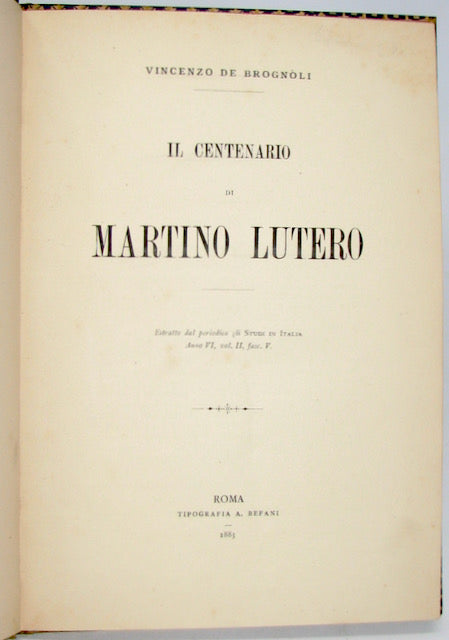 VINCENZO DE BROGNÒLI
IL CENTENARIO
DI
MARTINO LUTERO
Estratto dal periodico gli STUDI IN ITALIA
Anno VI, vol. II, fasc. V.
ROMA
TIPOGRAFIA A. BEFANI
1883